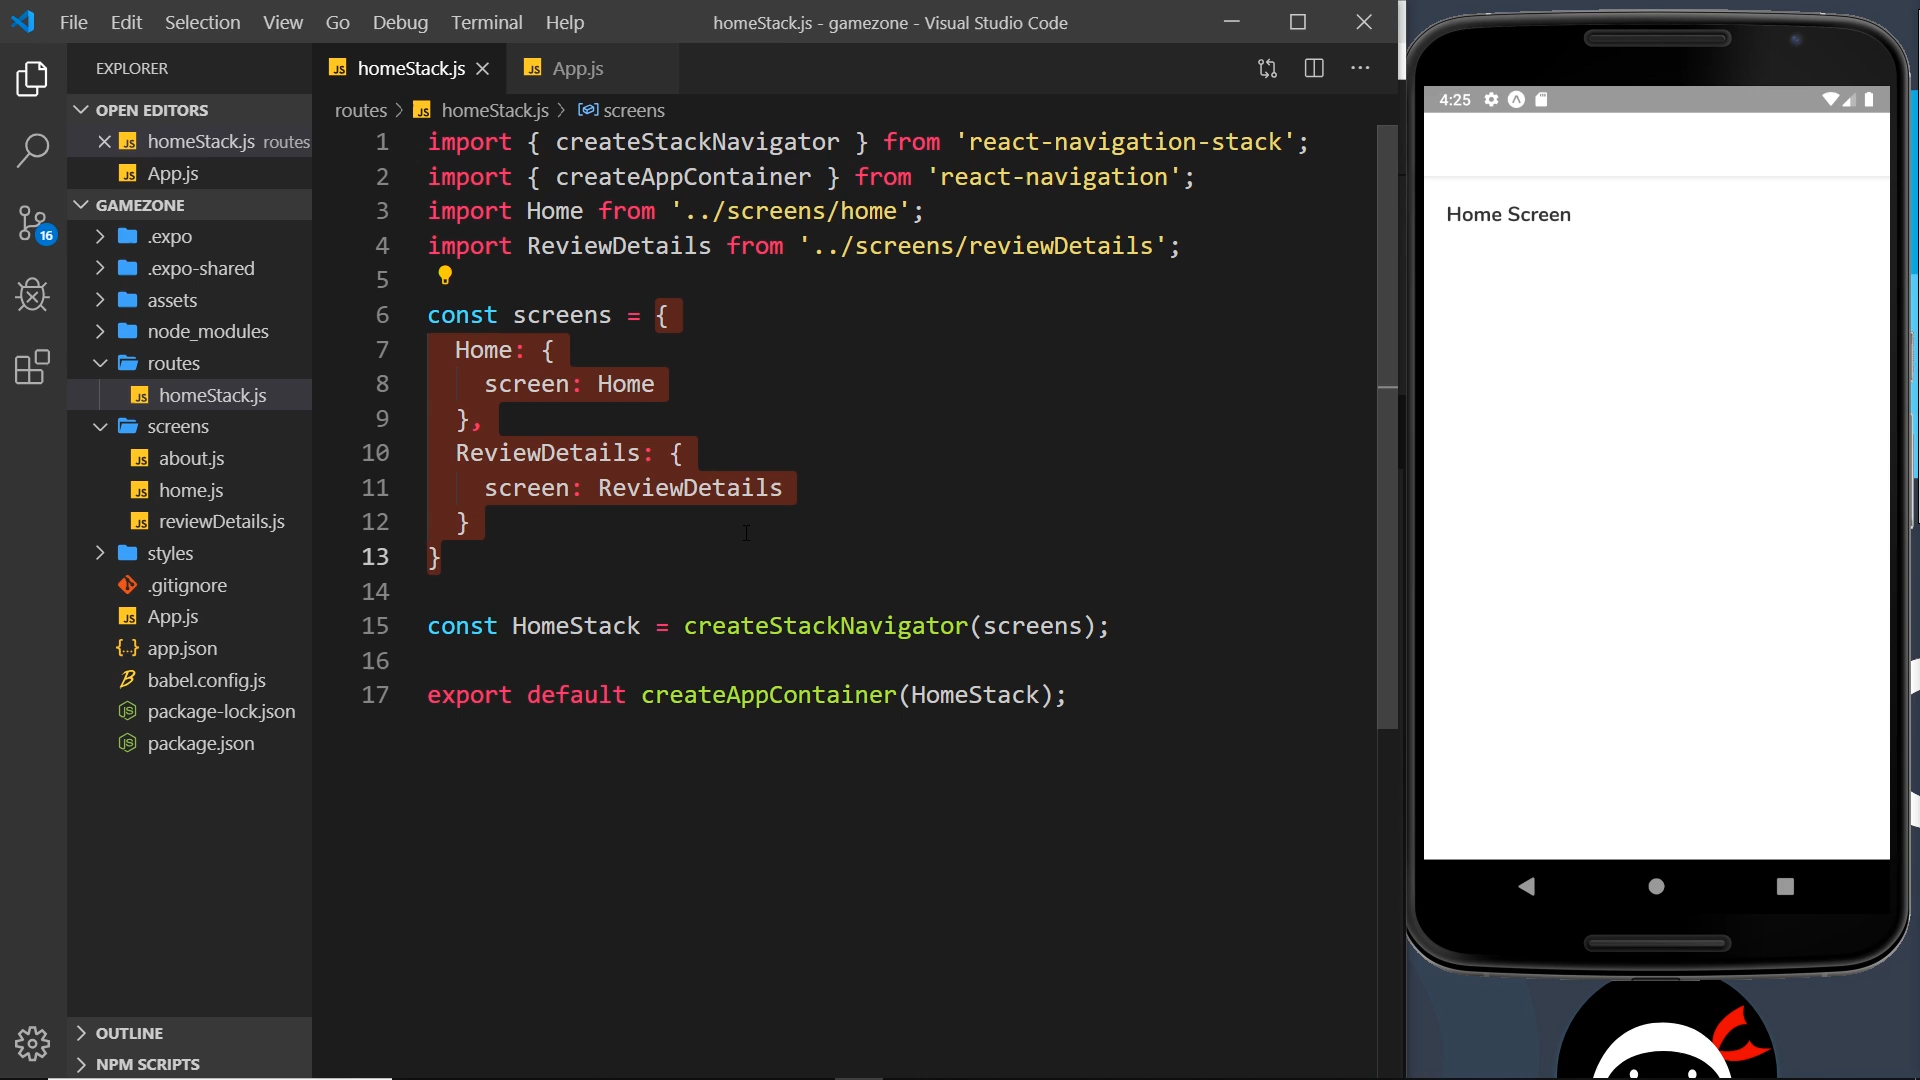 File Edit Selection View Go Debug Terminal Help
homeStack.js - gamezone - Visual Studio Code
EXPLORER
OPEN EDITORS
homeStack.js routes
App.js
GAMEZONE
.expo
.expo-shared
assets
node_modules
routes
homeStack.js
screens
about.js
home.js
reviewDetails.js
styles
.gitignore
App.js
app.json
babel.config.js
package-lock.json
package.json
OUTLINE
NPM SCRIPTS
16
homeStack.js
App.js
routes > homeStack.js > screens
1 import { createStackNavigator } from 'react-navigation-stack';
2 import { createAppContainer } from 'react-navigation';
3 import Home from '../screens/home';
4 import ReviewDetails from '../screens/reviewDetails';
5
6 const screens = {
7 Home: {
8 screen: Home
9 },
10 ReviewDetails: {
11 screen: ReviewDetails
12 }
13 }
14
15 const HomeStack = createStackNavigator(screens);
16
17 export default createAppContainer(HomeStack);
4:25
Home Screen